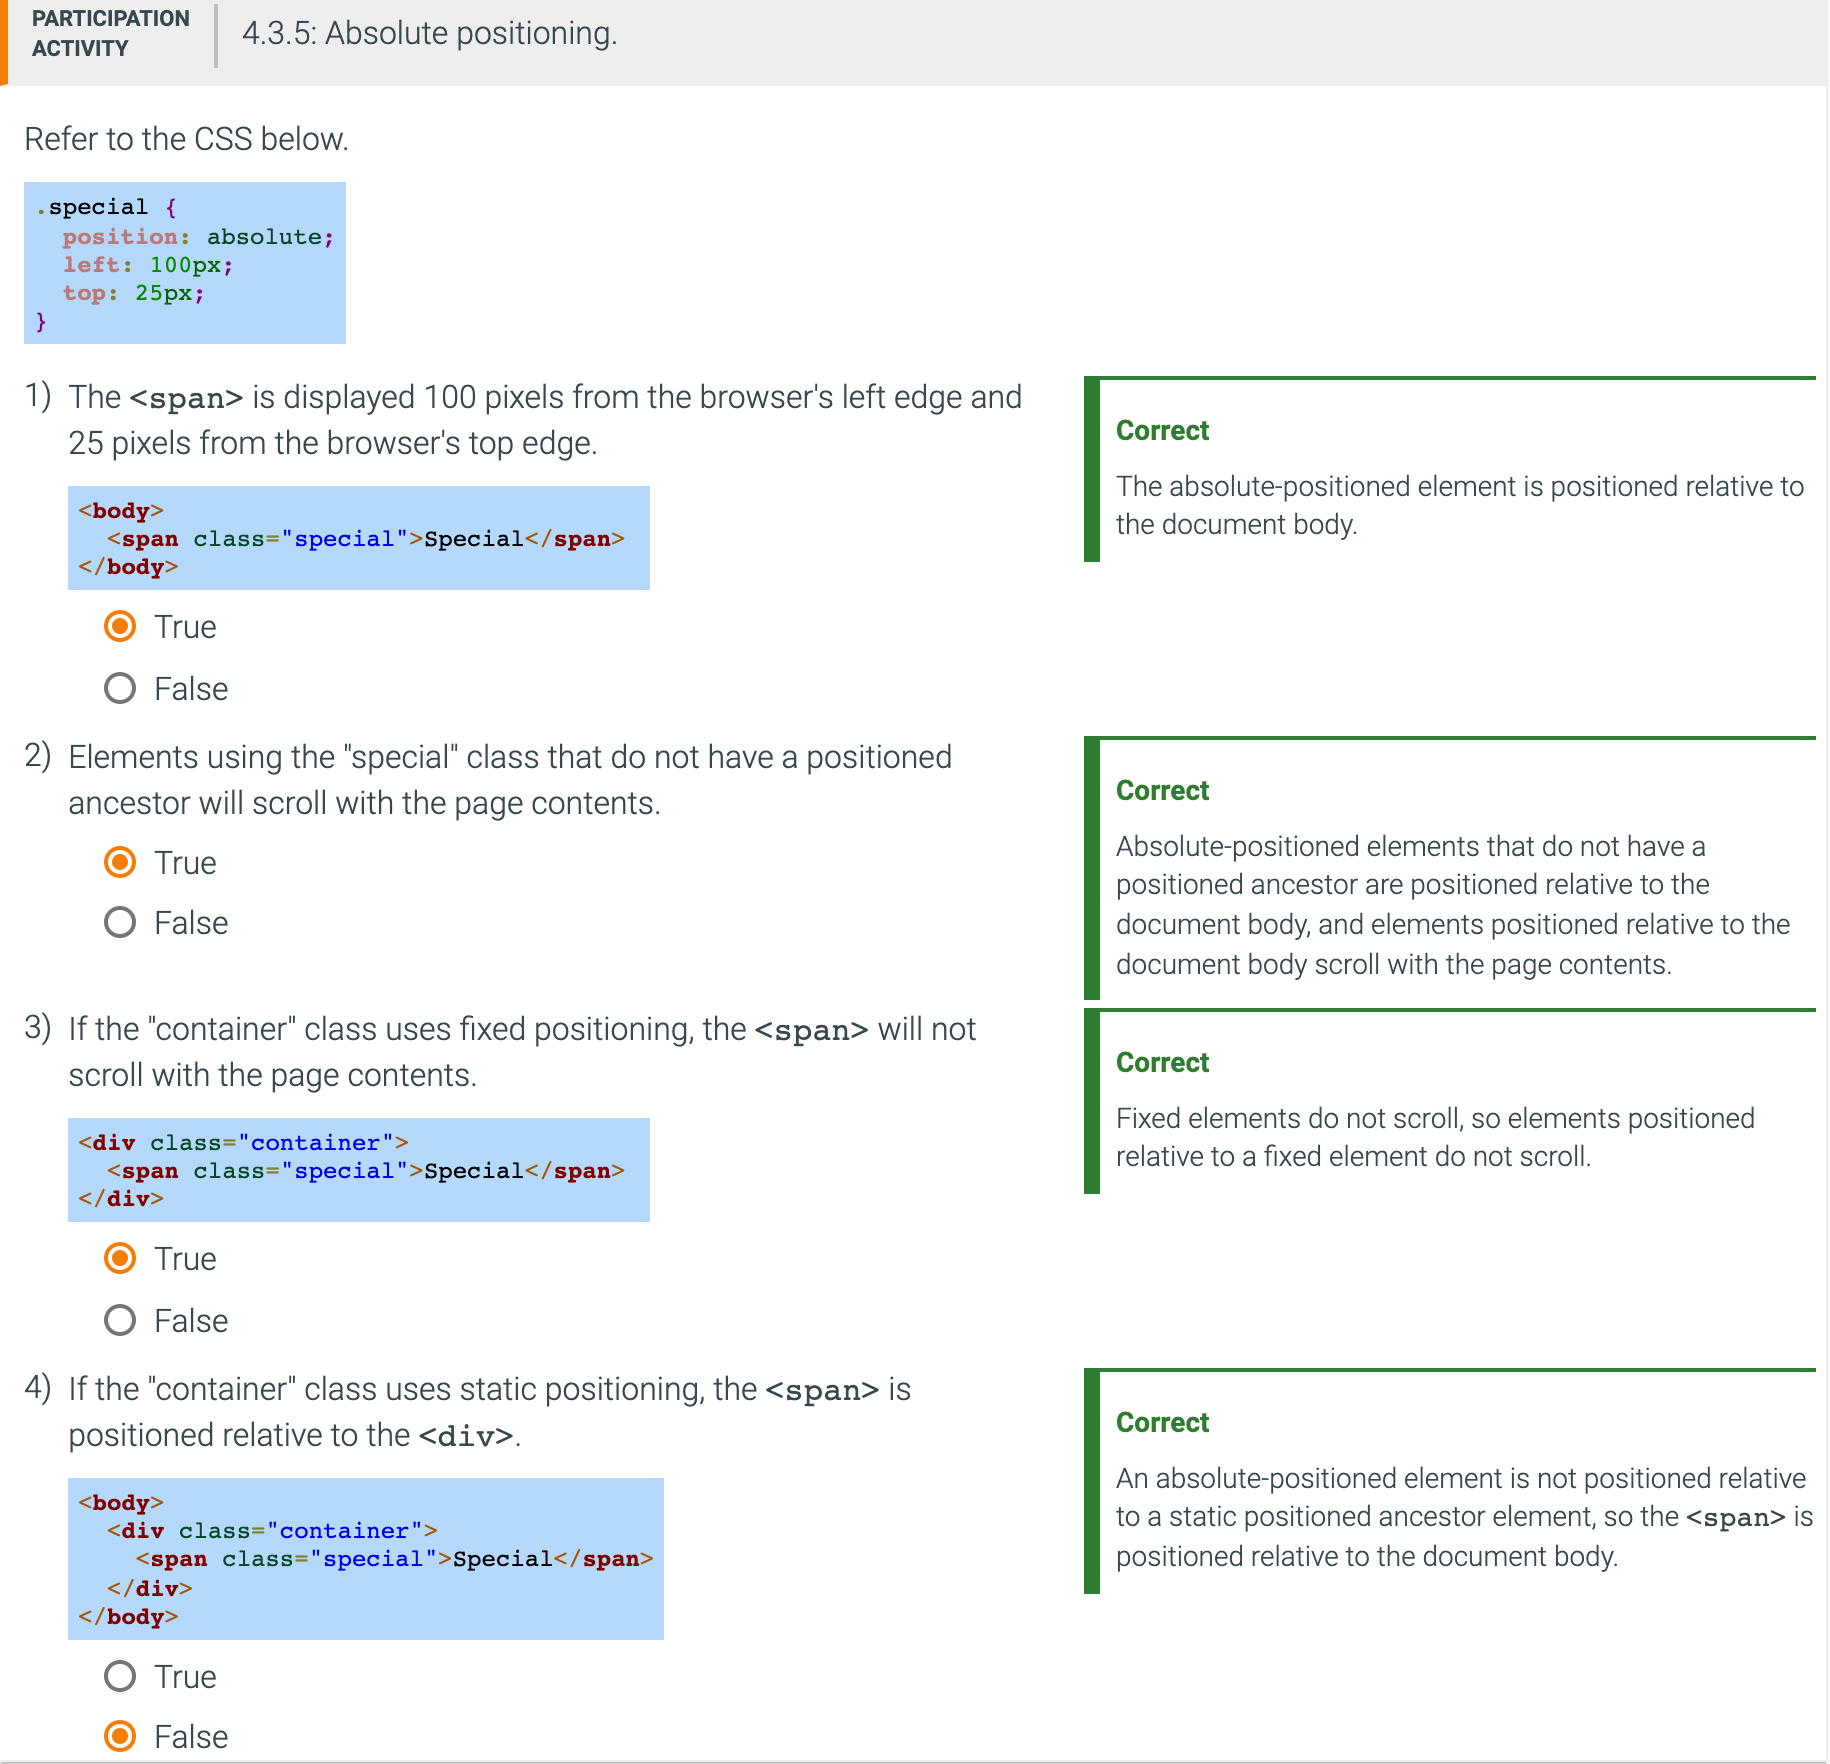 PARTICIPATION
ACTIVITY
4.3.5: Absolute positioning.
Refer to the CSS below.
.special {
  position: absolute;
  left: 100px;
  top: 25px;
}
1) The <span> is displayed 100 pixels from the browser's left edge and
25 pixels from the browser's top edge.
<body>
  <span class="special">Special</span>
</body>
True
False
Correct
The absolute-positioned element is positioned relative to
the document body.
2) Elements using the "special" class that do not have a positioned
ancestor will scroll with the page contents.
True
False
Correct
Absolute-positioned elements that do not have a
positioned ancestor are positioned relative to the
document body, and elements positioned relative to the
document body scroll with the page contents.
3) If the "container" class uses fixed positioning, the <span> will not
scroll with the page contents.
<div class="container">
  <span class="special">Special</span>
</div>
True
False
Correct
Fixed elements do not scroll, so elements positioned
relative to a fixed element do not scroll.
4) If the "container" class uses static positioning, the <span> is
positioned relative to the <div>.
<body>
  <div class="container">
    <span class="special">Special</span>
  </div>
</body>
True
False
Correct
An absolute-positioned element is not positioned relative
to a static positioned ancestor element, so the <span> is
positioned relative to the document body.